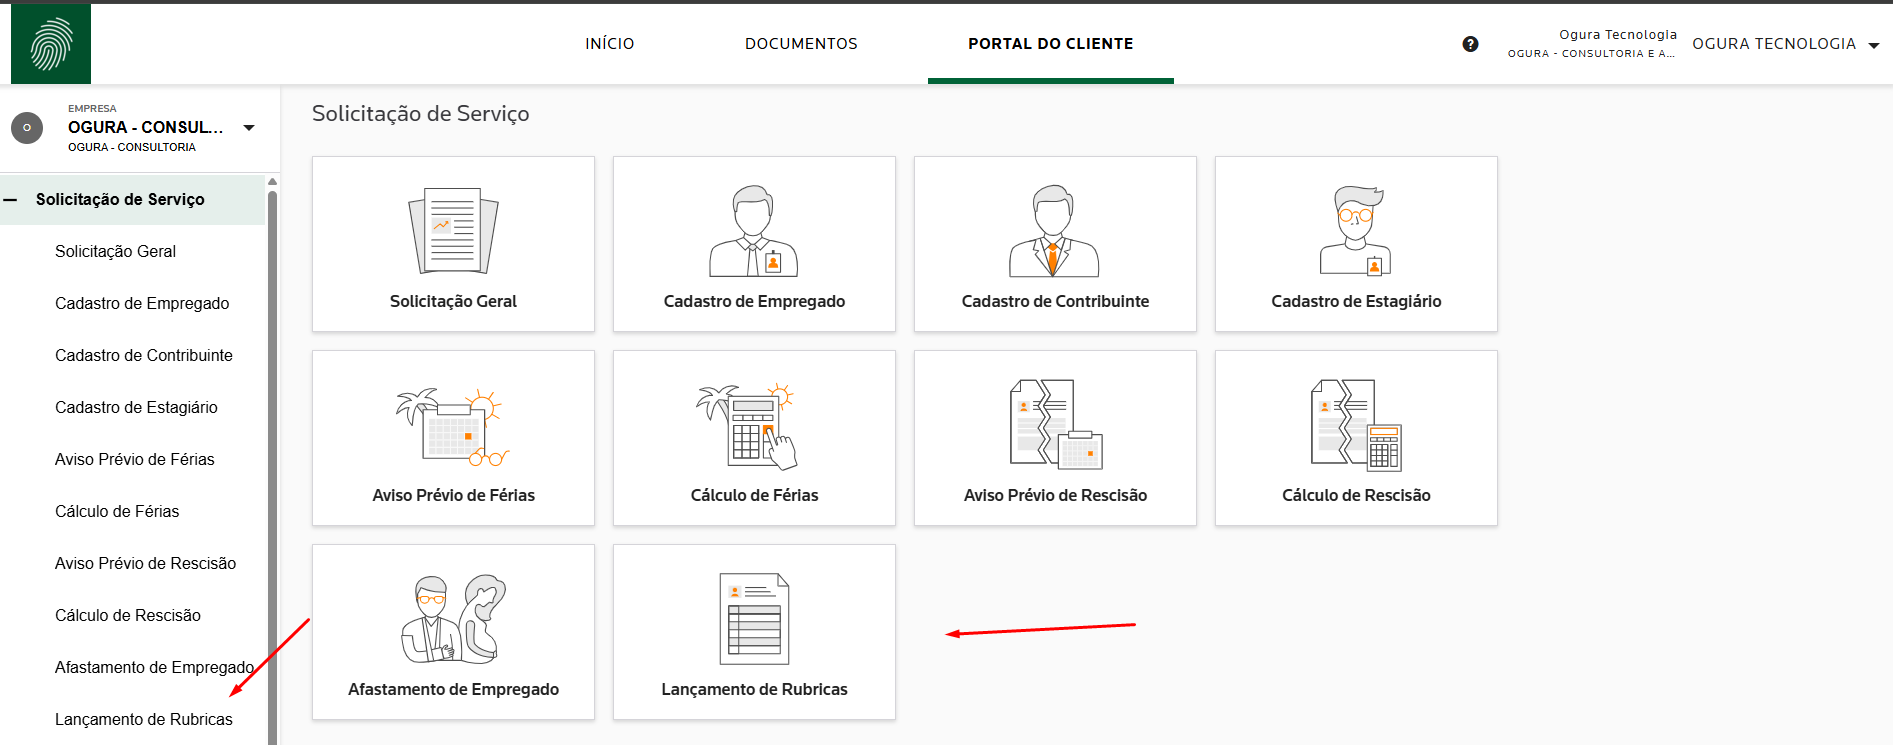 INÍCIO
DOCUMENTOS
PORTAL DO CLIENTE
?
Ogura Tecnologia
OGURA - CONSULTORIA E A...
OGURA TECNOLOGIA
O
EMPRESA
OGURA - CONSUL...
OGURA - CONSULTORIA
Solicitação de Serviço
Solicitação Geral
Cadastro de Empregado
Cadastro de Contribuinte
Cadastro de Estagiário
Aviso Prévio de Férias
Cálculo de Férias
Aviso Prévio de Rescisão
Cálculo de Rescisão
Afastamento de Empregado
Lançamento de Rubricas
Solicitação de Serviço
Solicitação Geral
Cadastro de Empregado
Cadastro de Contribuinte
Cadastro de Estagiário
Aviso Prévio de Férias
Cálculo de Férias
Aviso Prévio de Rescisão
Cálculo de Rescisão
Afastamento de Empregado
Lançamento de Rubricas